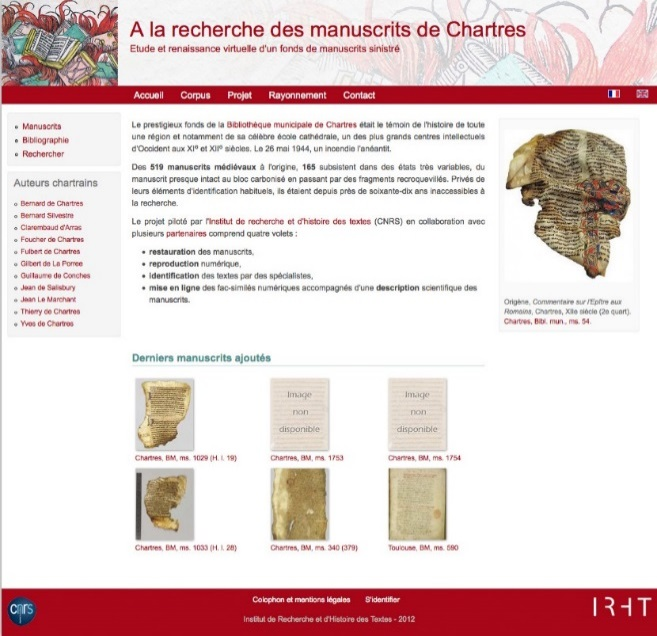 A la recherche des manuscrits de Chartres
Etude et renaissance virtuelle d'un fonds de manuscrits sinistré
Accueil Corpus Projet Rayonnement Contact
Manuscrits
Bibliographie
Rechercher
Auteurs chartrains
Bernard de Chartres
Bernard Silvestre
Clarembaud d'Arras
Foucher de Chartres
Fulbert de Chartres
Gilbert de La Porree
Guillaume de Conches
Jean de Salisbury
Jean Le Marchant
Thierry de Chartres
Yves de Chartres
Le prestigieux fonds de la Bibliothèque municipale de Chartres était le témoin de l'histoire de toute
une région et notamment de sa célèbre école cathédrale, un des plus grands centres intellectuels
d'Occident aux XIe et XIIe siècles. Le 26 mai 1944, un incendie l'anéantit.
Des 519 manuscrits médiévaux à l'origine, 165 subsistent dans des états très variables, du
manuscrit presque intact au bloc carbonisé en passant par des fragments recroquevillés. Privés de
leurs éléments d'identification habituels, ils étaient depuis près de soixante-dix ans inaccessibles à
la recherche.
Le projet piloté par l'Institut de recherche et d'histoire des textes (CNRS) en collaboration avec
plusieurs partenaires comprend quatre volets :
restauration des manuscrits,
reproduction numérique,
identification des textes par des spécialistes,
mise en ligne des fac-similés numériques accompagnés d'une description scientifique des
manuscrits.
Origène, Commentaire sur l'Epître aux
Romains, Chartres, XIIe siècle (2e quart).
Chartres, Bibl. mun., ms. 54.
Derniers manuscrits ajoutés
Image
non
disponible
Image
non
disponible
Chartres, BM, ms. 1029 (H. I. 19) Chartres, BM, ms. 1753 Chartres, BM, ms. 1754
Chartres, BM, ms. 1033 (H. I. 28) Chartres, BM, ms. 340 (379) Toulouse, BM, ms. 590
Colophon et mentions légales S'identifier
cnrs
IRHT
Institut de Recherche et d'Histoire des Textes - 2012